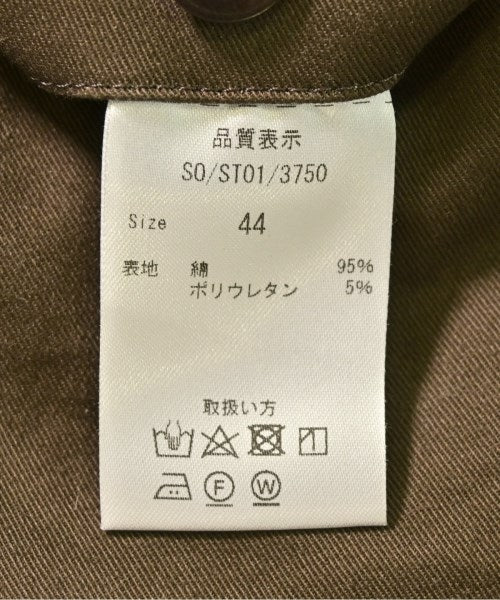 品質表示
SO/ST01/3750
Size 44
表地 綿 95%
ポリウレタン 5%
取扱い方
F W